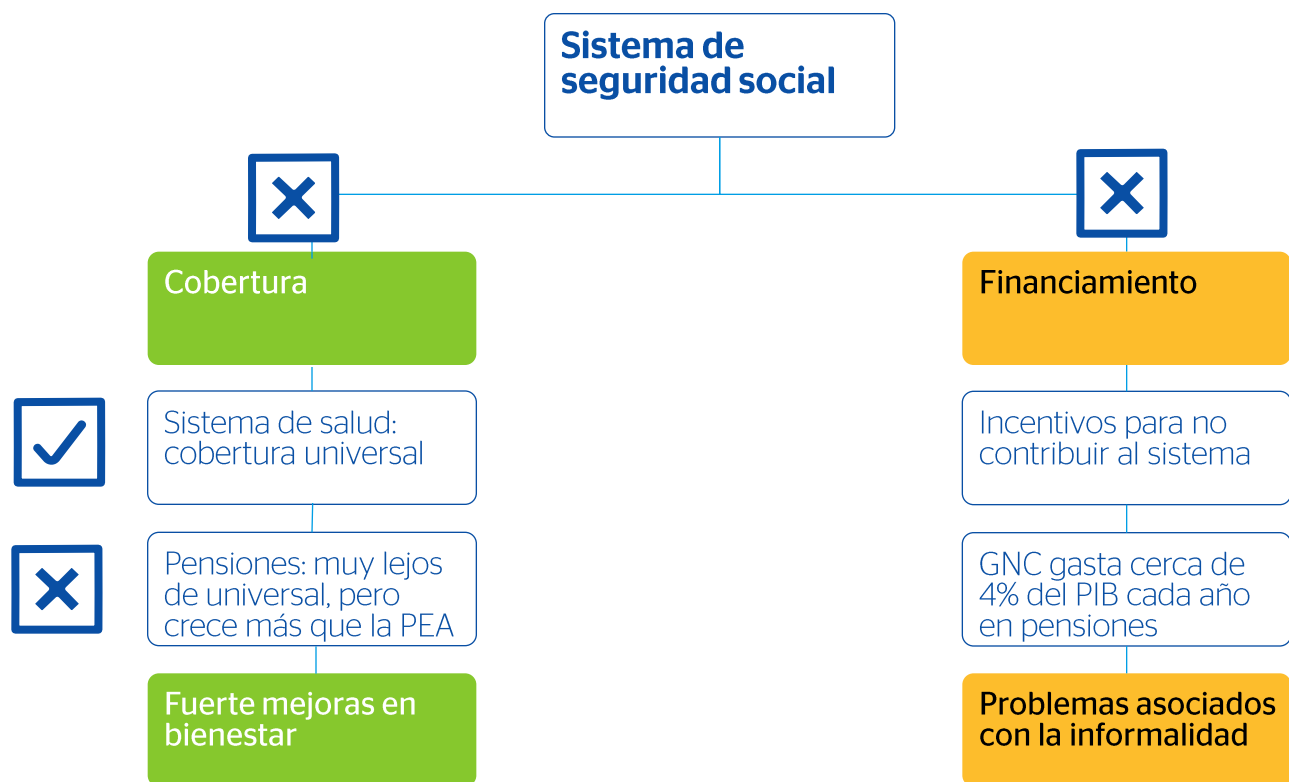 Sistema de
seguridad social
Cobertura
Sistema de salud:
cobertura universal
Pensiones: muy lejos
de universal, pero
crece más que la PEA
Fuerte mejoras en
bienestar
Financiamiento
Incentivos para no
contribuir al sistema
GNC gasta cerca de
4% del PIB cada año
en pensiones
Problemas asociados
con la informalidad